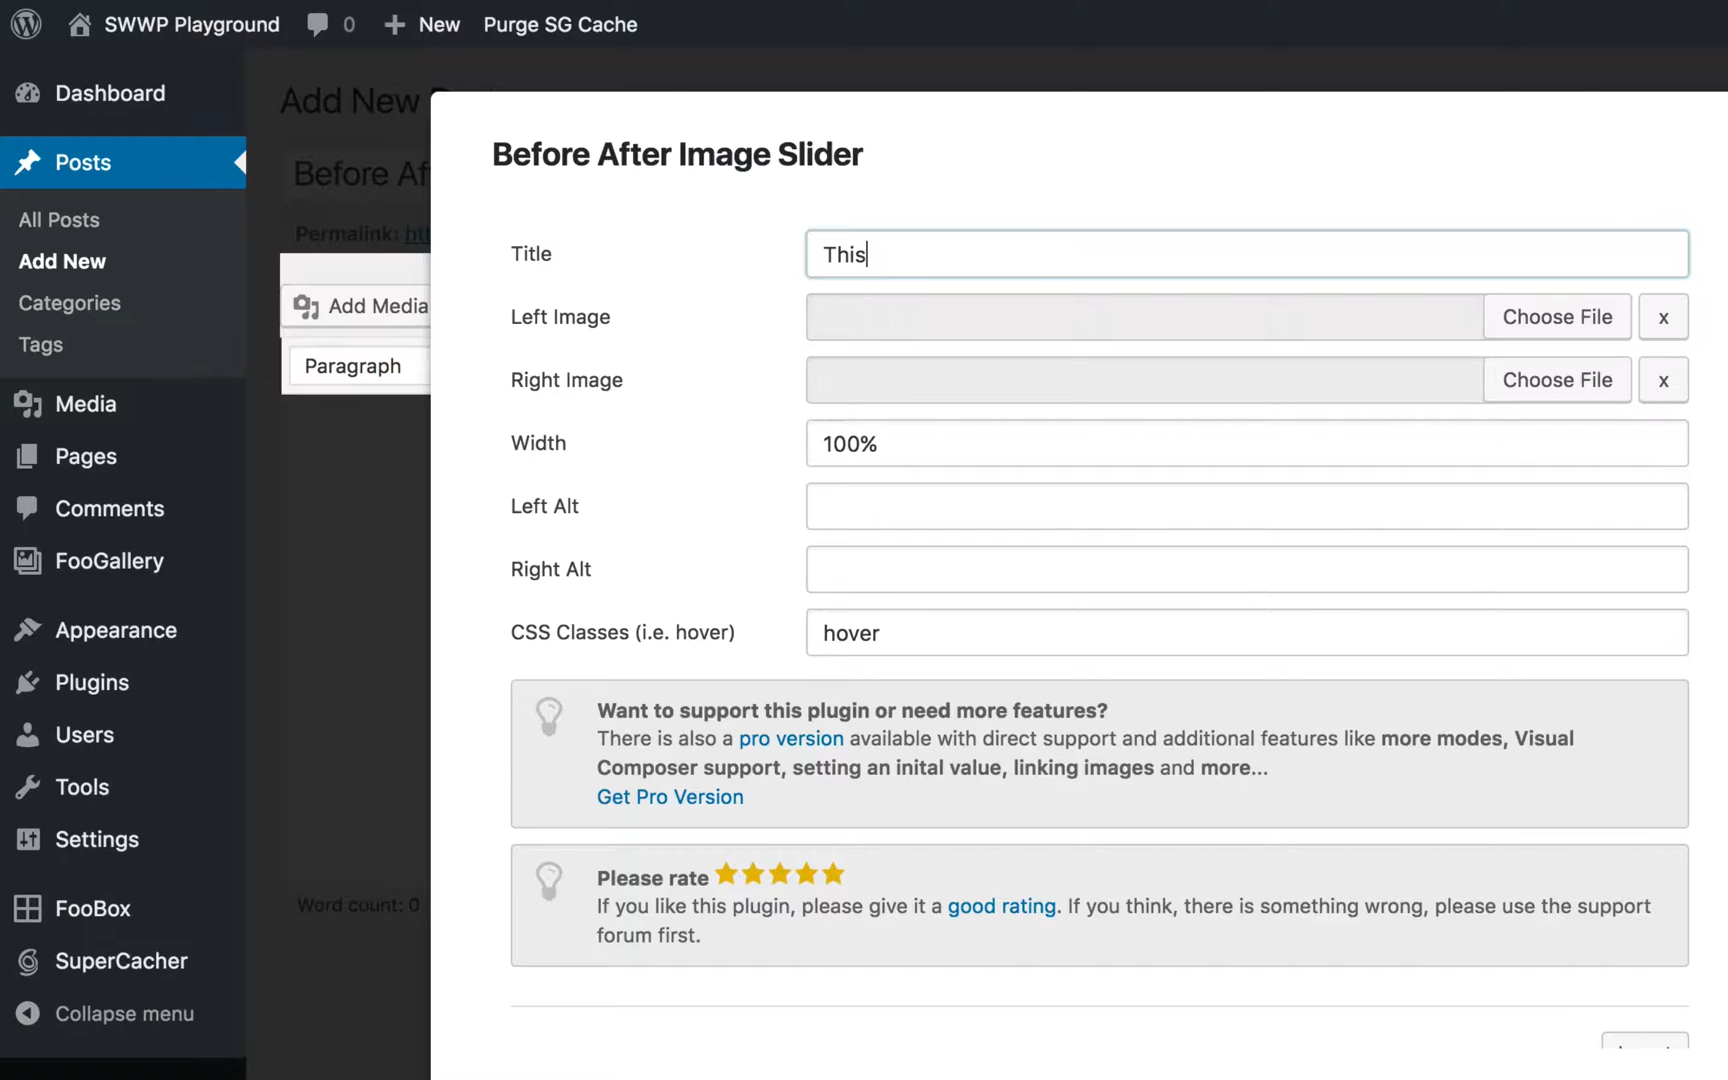 SWWP Playground 0 New Purge SG Cache
Dashboard
Posts
All Posts
Add New
Categories
Tags
Media
Pages
Comments
FooGallery
Appearance
Plugins
Users
Tools
Settings
FooBox
SuperCacher
Collapse menu
Add New
Before Af
Permalink: htt
Add Media
Paragraph
Word count: 0
Before After Image Slider
Title This
Left Image Choose File x
Right Image Choose File x
Width 100%
Left Alt
Right Alt
CSS Classes (i.e. hover) hover
Want to support this plugin or need more features?
There is also a pro version available with direct support and additional features like more modes, Visual
Composer support, setting an inital value, linking images and more...
Get Pro Version
Please rate
If you like this plugin, please give it a good rating. If you think, there is something wrong, please use the support
forum first.